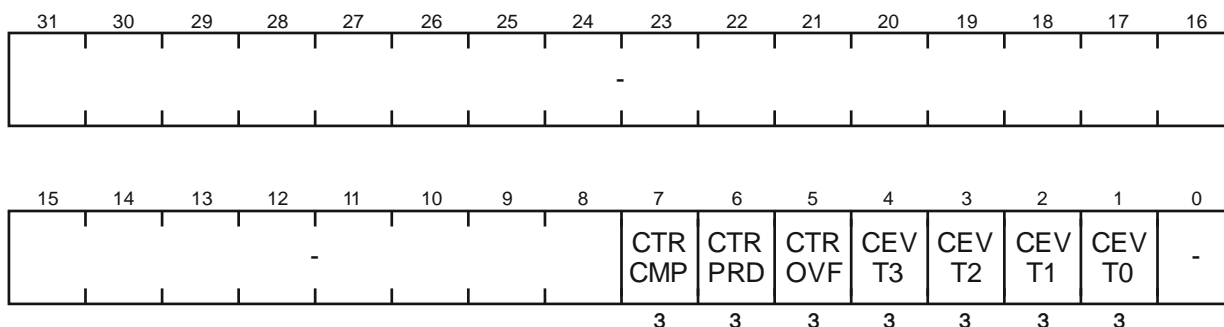 31 30 29 28 27 26 25 24 23 22 21 20 19 18 17 16
-
15 14 13 12 11 10 9 8 7 6 5 4 3 2 1 0
- CTR CMP CTR PRD CTR OVF CEV T3 CEV T2 CEV T1 CEV T0 -
3 3 3 3 3 3 3